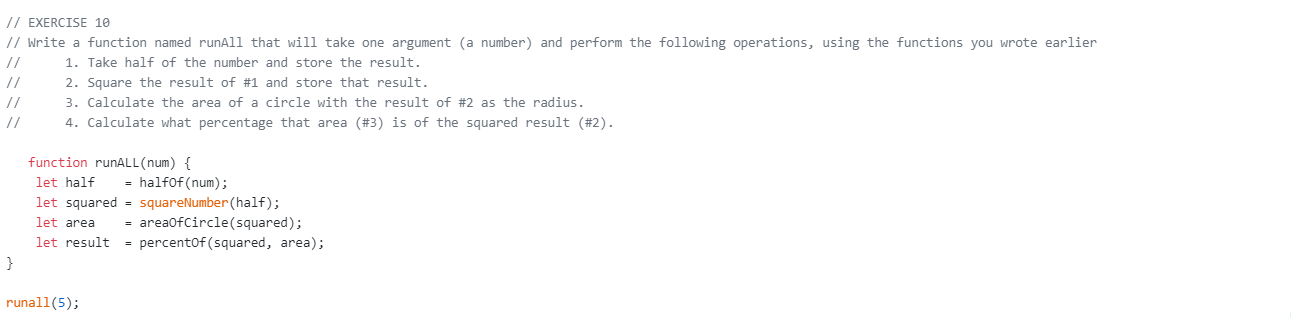 // EXERCISE 10
// Write a function named runAll that will take one argument (a number) and perform the following operations, using the functions you wrote earlier
//      1. Take half of the number and store the result.
//      2. Square the result of #1 and store that result.
//      3. Calculate the area of a circle with the result of #2 as the radius.
//      4. Calculate what percentage that area (#3) is of the squared result (#2).
   function runALL(num) {
    let half    = halfOf(num);
    let squared = squareNumber(half);
    let area    = areaOfCircle(squared);
    let result  = percentOf(squared, area);
}
runall(5);